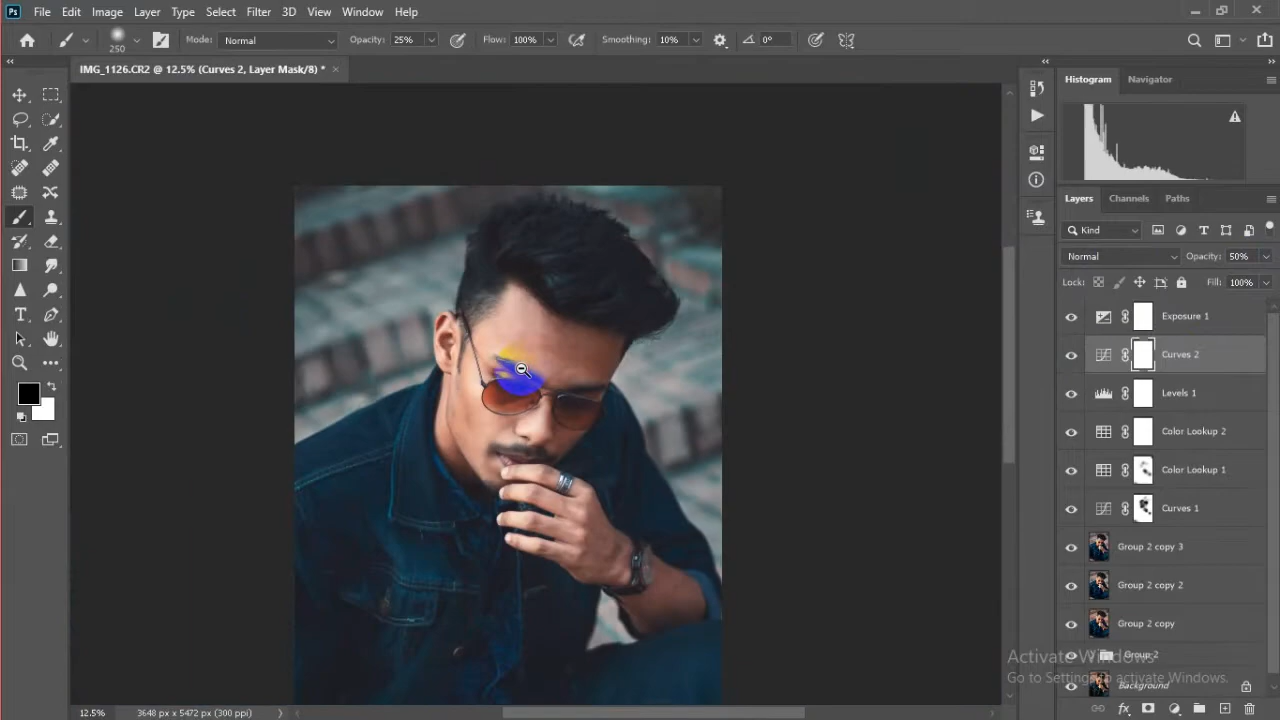 Ps File Edit Image Layer Type Select Filter 3D View Window Help
250 Mode: Normal Opacity: 25% Flow: 100% Smoothing: 10% 0°
IMG_1126.CR2 @ 12.5% (Curves 2, Layer Mask/8) *
Histogram Navigator
Layers Channels Paths
Kind
Normal Opacity: 50%
Lock: Fill: 100%
Exposure 1
Curves 2
Levels 1
Color Lookup 2
Color Lookup 1
Curves 1
Group 2 copy 3
Group 2 copy 2
Group 2 copy
Group 2
Activate Windows
Go to Settings to activate Windows.
Background
12.5% 3648 px x 5472 px (300 ppi)